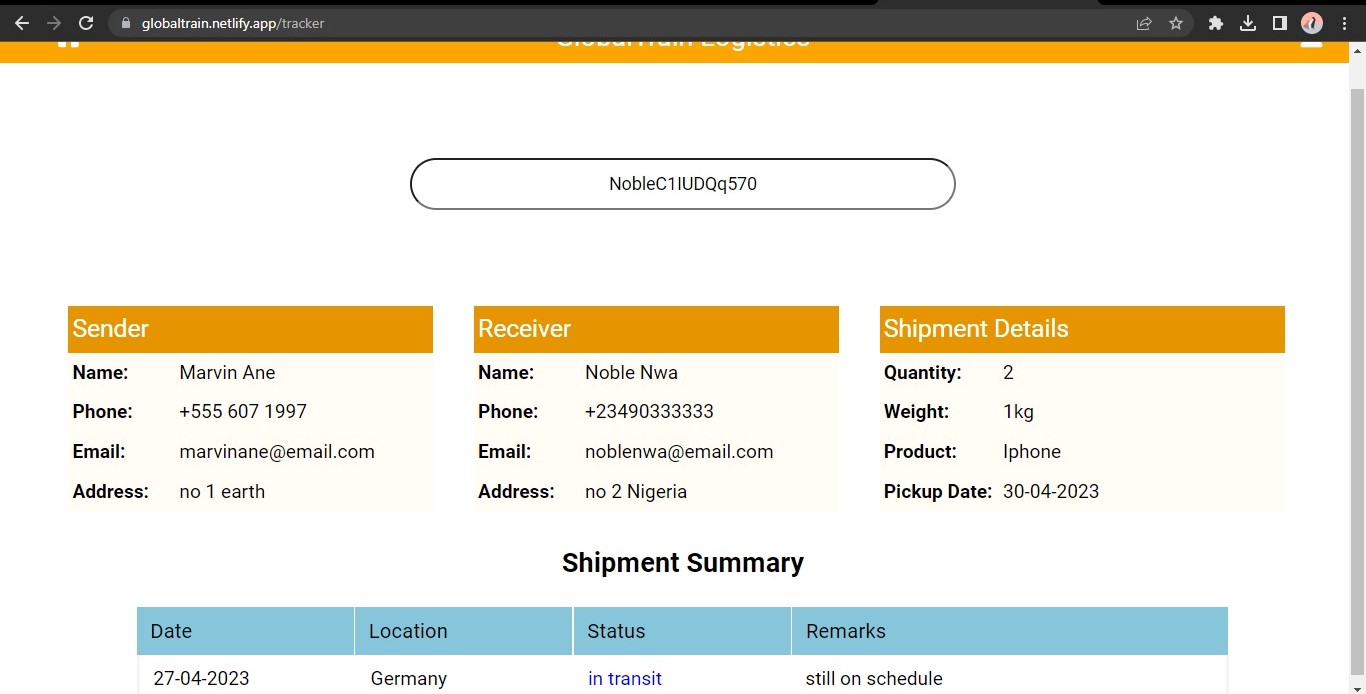 globaltrain.netlify.app/tracker
GlobalTrain Logistics
NobleC1IUDQq570
Sender
Name: Marvin Ane
Phone: +555 607 1997
Email: marvinane@email.com
Address: no 1 earth
Receiver
Name: Noble Nwa
Phone: +23490333333
Email: noblenwa@email.com
Address: no 2 Nigeria
Shipment Details
Quantity: 2
Weight: 1kg
Product: Iphone
Pickup Date: 30-04-2023
Shipment Summary
Date Location Status Remarks
27-04-2023 Germany in transit still on schedule